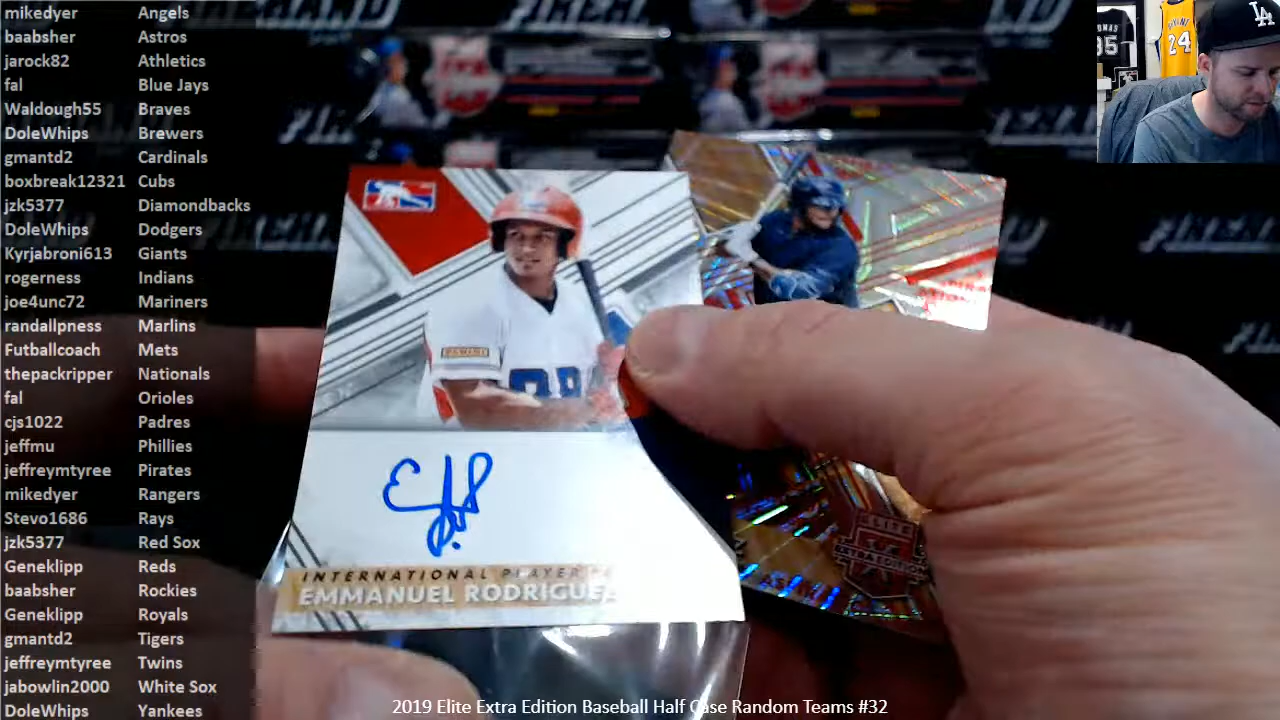 mikedyer Angels
baabsher Astros
jarock82 Athletics
fal Blue Jays
Waldough55 Braves
DoleWhips Brewers
gmantd2 Cardinals
boxbreak12321 Cubs
jzk5377 Diamondbacks
DoleWhips Dodgers
Kyrjabroni613 Giants
rogerness Indians
joe4unc72 Mariners
randallpness Marlins
Futballcoach Mets
thepackripper Nationals
fal Orioles
cjs1022 Padres
jeffmu Phillies
jeffreymtyree Pirates
mikedyer Rangers
Stevo1686 Rays
jzk5377 Red Sox
Geneklipp Reds
baabsher Rockies
Geneklipp Royals
gmantd2 Tigers
jeffreymtyree Twins
jabowlin2000 White Sox
DoleWhips Yankees
LA
24
PANINI
INTERNATIONAL
EMMANUEL
ELITE
EXTRA EDITION
2019 Elite Extra Edition Baseball Half Case Random Teams #32